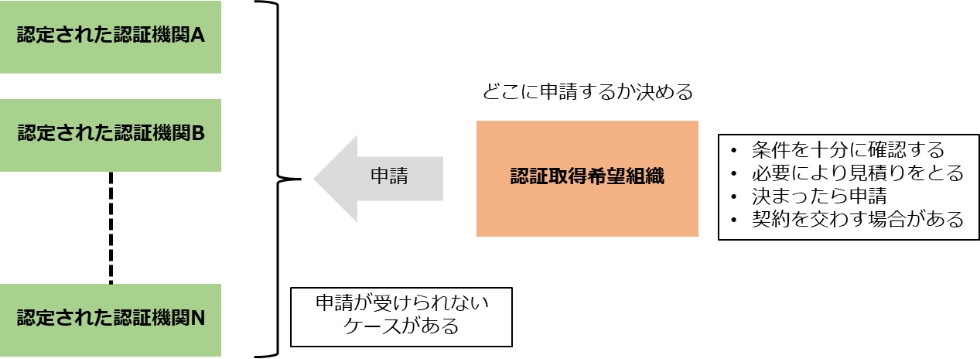 認定された認証機関A
認定された認証機関B
認定された認証機関N
申請
申請が受けられない
ケースがある
どこに申請するか決める
認証取得希望組織
• 条件を十分に確認する
• 必要により見積りをとる
• 決まったら申請
• 契約を交わす場合がある